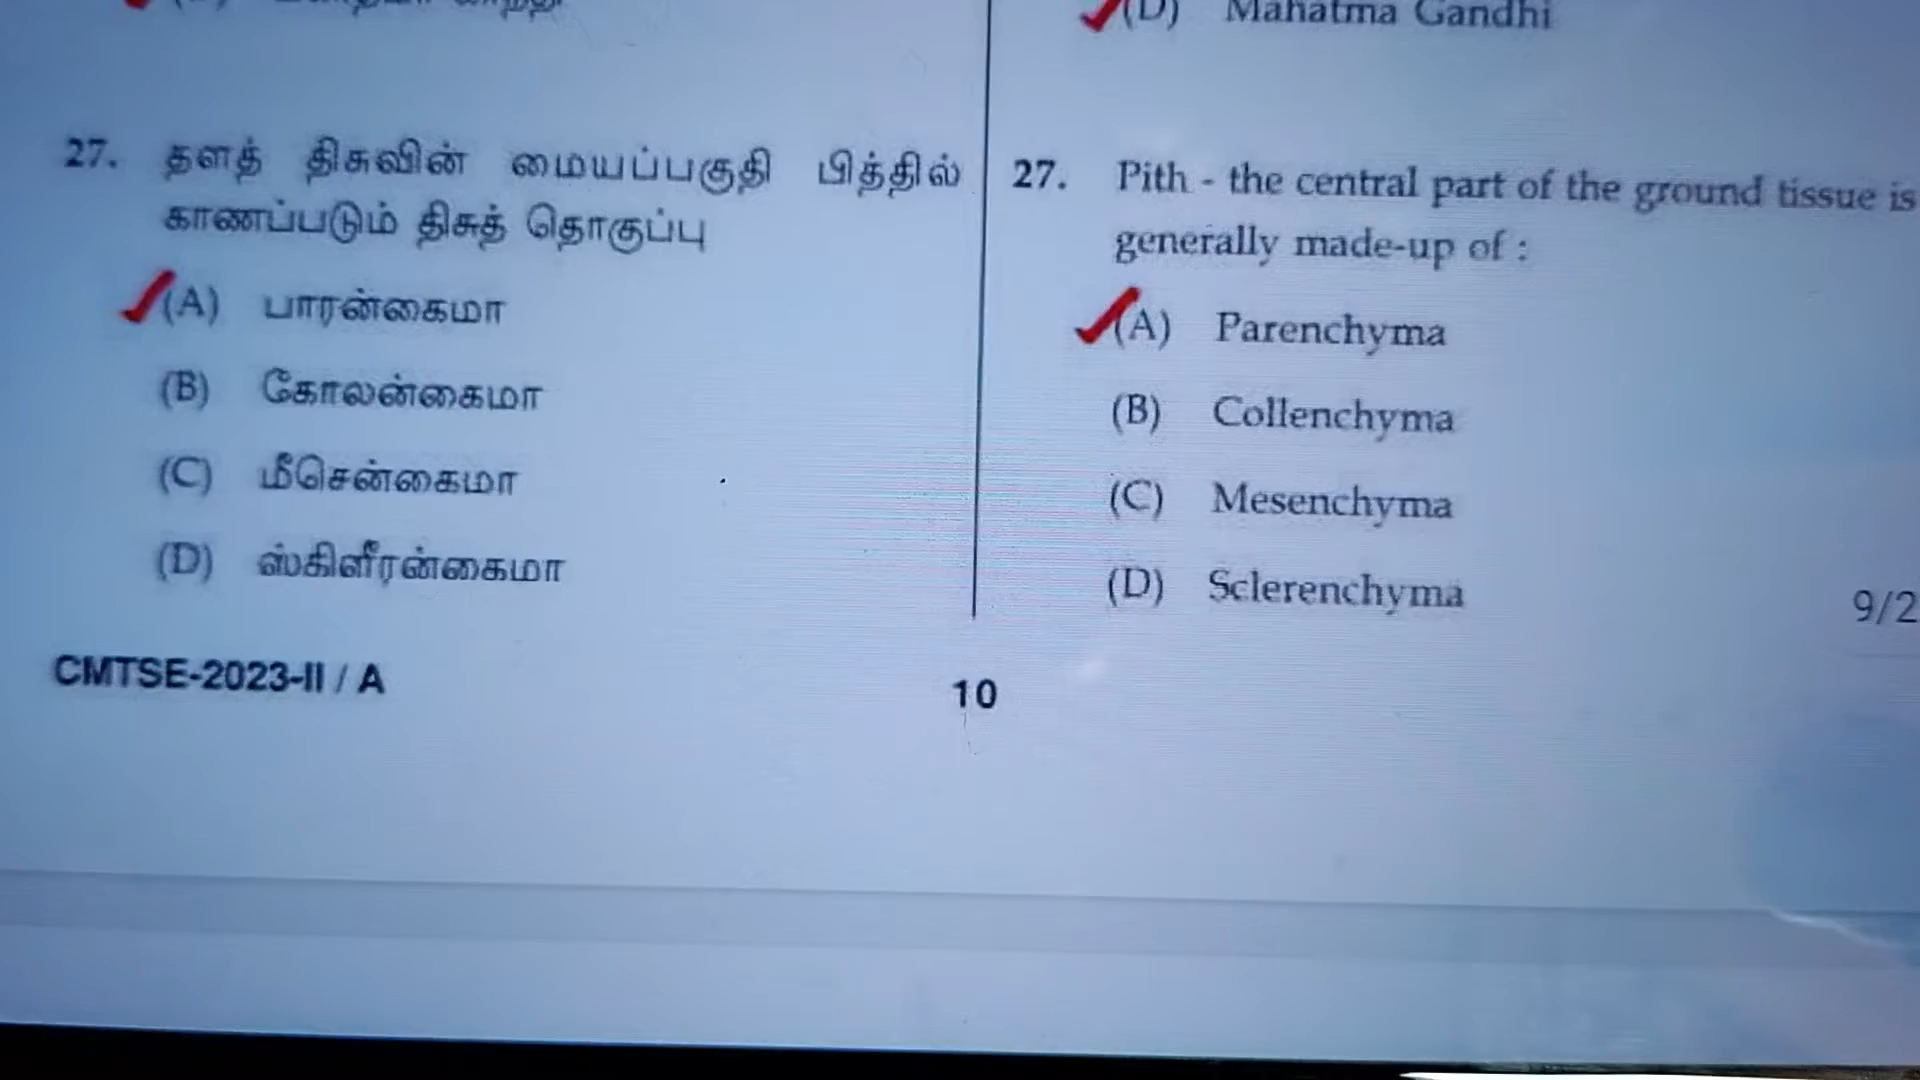 (D) Mahatma Gandhi
27. தளத் திசுவின் மையப்பகுதி பித்தில்
காணப்படும் திசுத் தொகுப்பு
(A) பாரன்கைமா
(B) கோலன்கைமா
(C) மீசென்கைமா
(D) ஸ்கிளீரன்கைமா
27. Pith - the central part of the ground tissue is
generally made-up of :
(A) Parenchyma
(B) Collenchyma
(C) Mesenchyma
(D) Sclerenchyma
9/2
CMTSE-2023-II / A
10